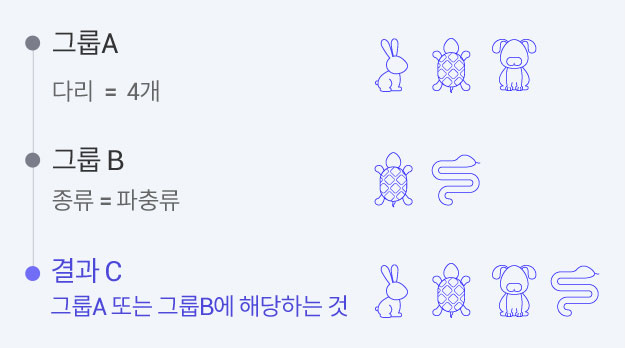 그룹A
다리 = 4개
그룹 B
종류 = 파충류
결과 C
그룹A 또는 그룹B에 해당하는 것